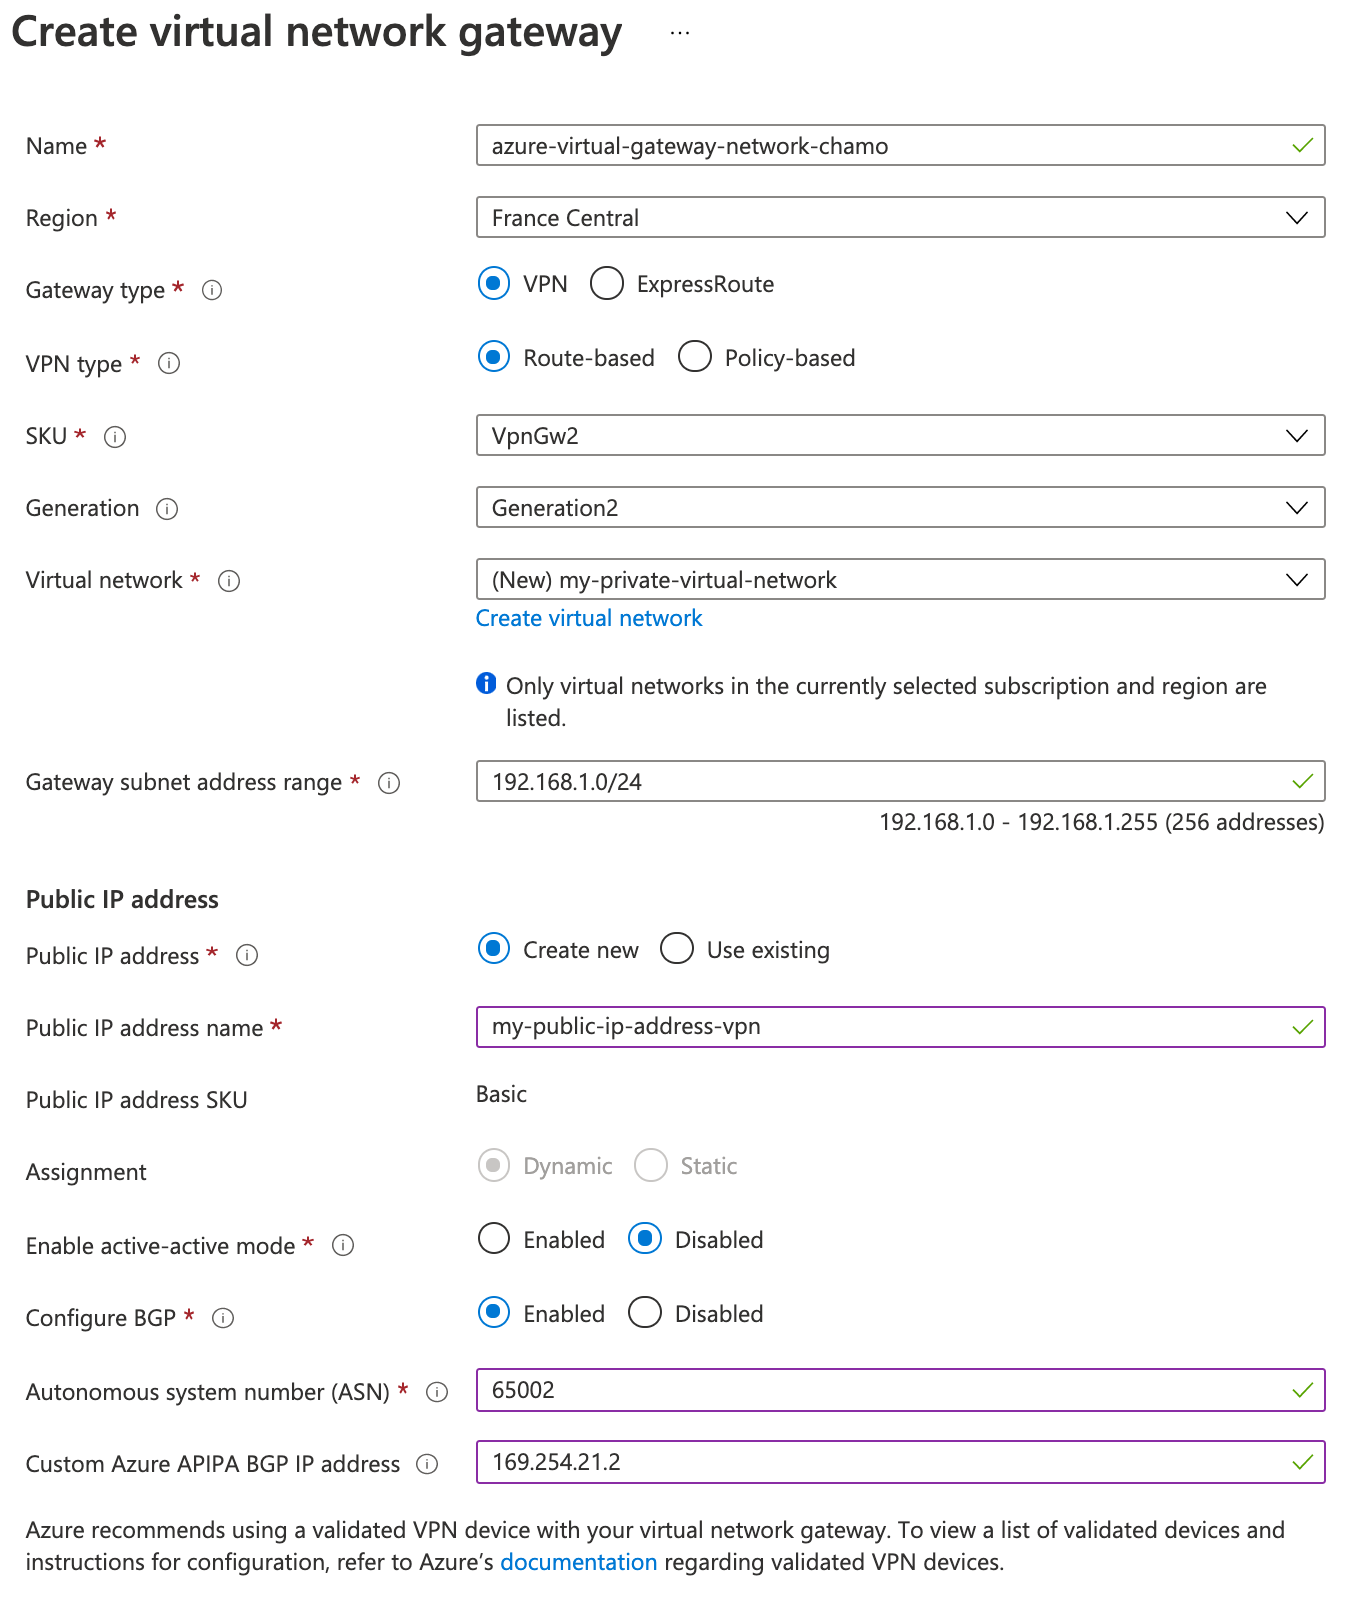 Create virtual network gateway ...
Name * azure-virtual-gateway-network-chamo
Region * France Central
Gateway type * VPN ExpressRoute
VPN type * Route-based Policy-based
SKU * VpnGw2
Generation Generation2
Virtual network * (New) my-private-virtual-network
Create virtual network
Only virtual networks in the currently selected subscription and region are
listed.
Gateway subnet address range * 192.168.1.0/24
192.168.1.0 - 192.168.1.255 (256 addresses)
Public IP address
Public IP address * Create new Use existing
Public IP address name * my-public-ip-address-vpn
Public IP address SKU Basic
Assignment Dynamic Static
Enable active-active mode * Enabled Disabled
Configure BGP * Enabled Disabled
Autonomous system number (ASN) * 65002
Custom Azure APIPA BGP IP address 169.254.21.2
Azure recommends using a validated VPN device with your virtual network gateway. To view a list of validated devices and
instructions for configuration, refer to Azure's documentation regarding validated VPN devices.